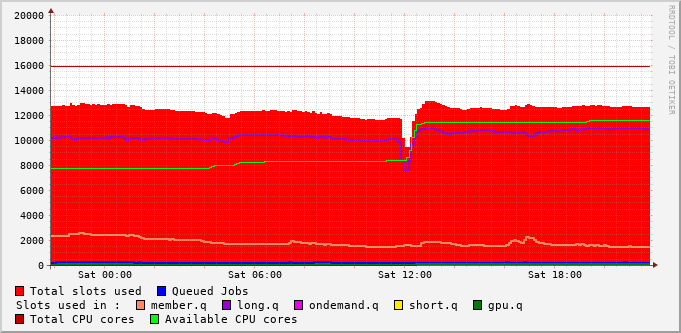 20000
18000
16000
14000
12000
10000
8000
6000
4000
2000
0
Sat 00:00 Sat 06:00 Sat 12:00 Sat 18:00
RRDTOOL / TOBI OETIKER
Total slots used Queued Jobs
Slots used in : member.q long.q ondemand.q short.q gpu.q
Total CPU cores Available CPU cores